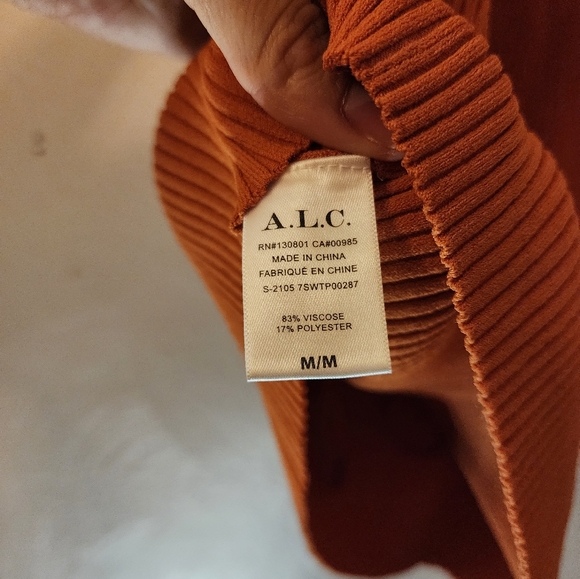 A.L.C.
RN#130801 CA#00985
MADE IN CHINA
FABRIQUÉ EN CHINE
S-2105 7SWTP00287
83% VISCOSE
17% POLYESTER
M/M